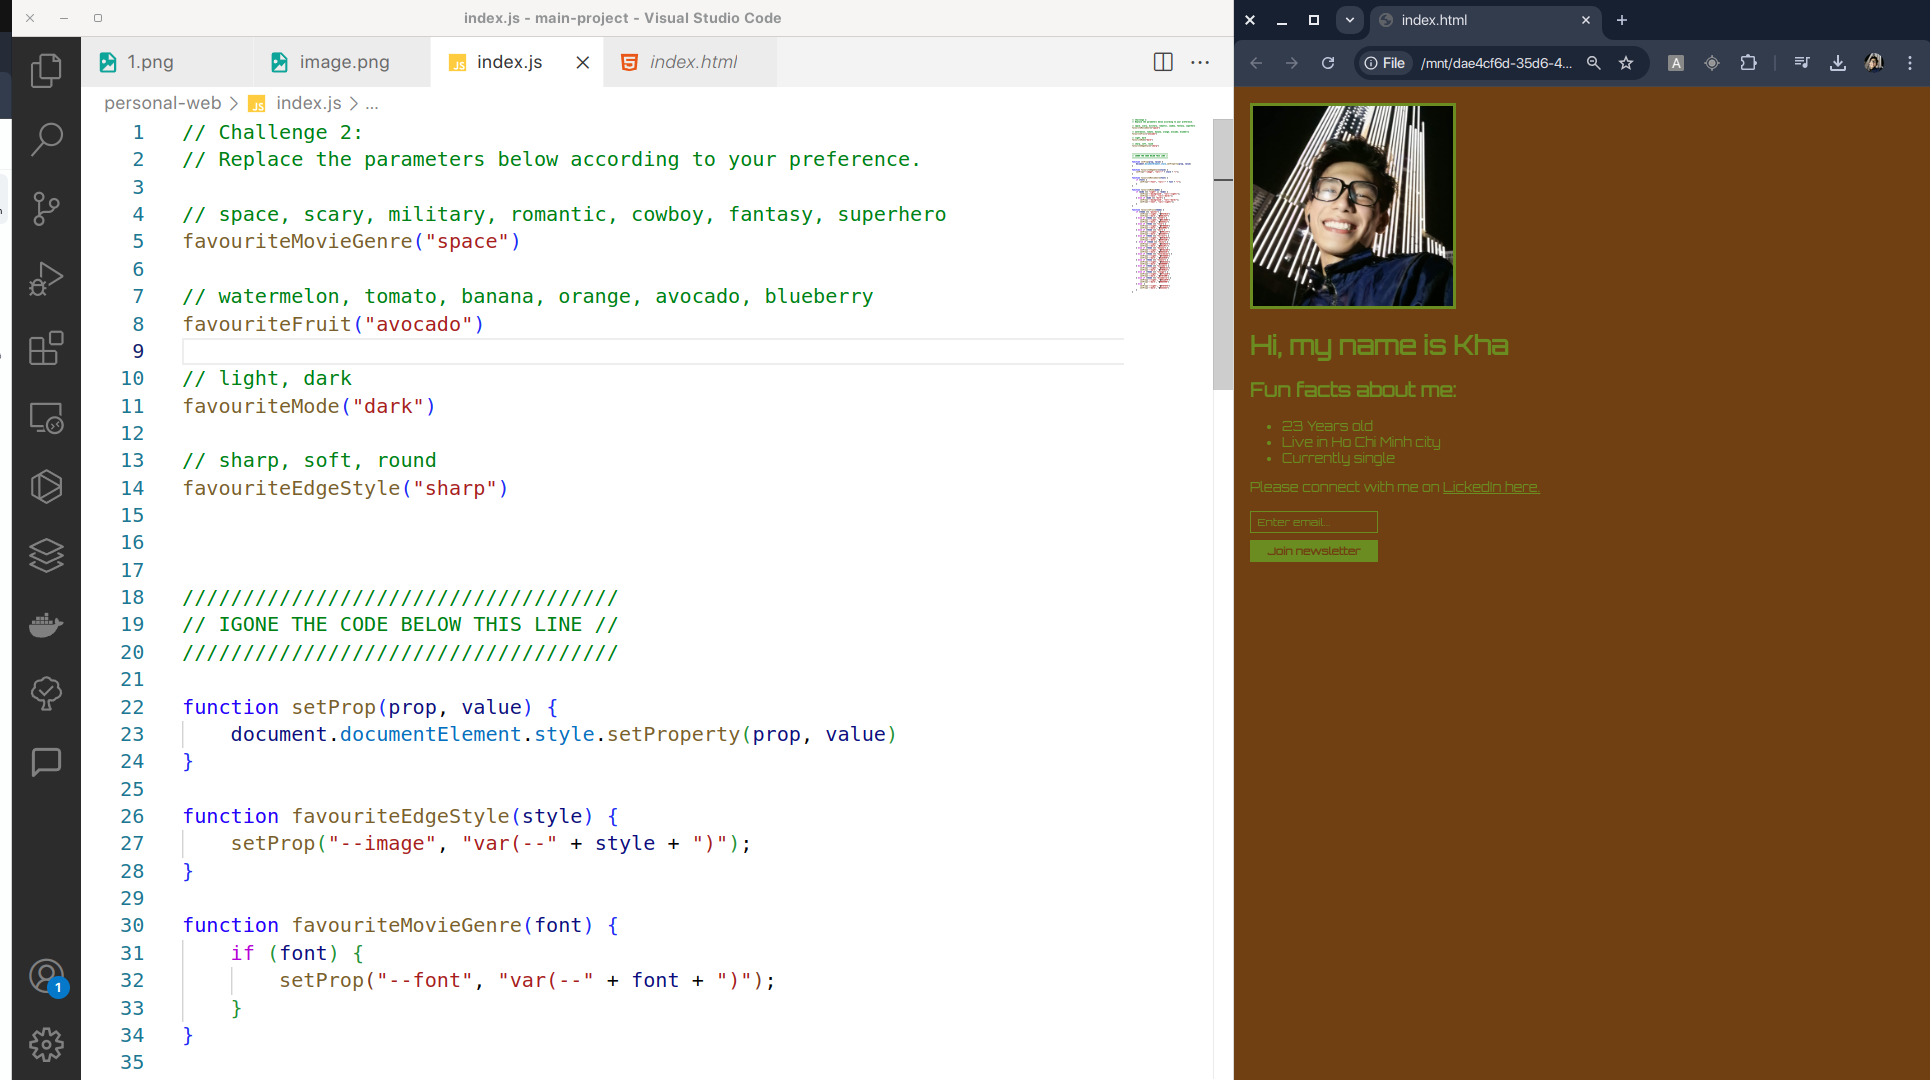 index.js - main-project - Visual Studio Code
1.png
image.png
index.js
index.html
personal-web > index.js > ...
1 // Challenge 2:
2 // Replace the parameters below according to your preference.
3
4 // space, scary, military, romantic, cowboy, fantasy, superhero
5 favouriteMovieGenre("space")
6
7 // watermelon, tomato, banana, orange, avocado, blueberry
8 favouriteFruit("avocado")
9
10 // light, dark
11 favouriteMode("dark")
12
13 // sharp, soft, round
14 favouriteEdgeStyle("sharp")
15
16
17
18 ////////////////////////////////////
19 // IGONE THE CODE BELOW THIS LINE //
20 ////////////////////////////////////
21
22 function setProp(prop, value) {
23 document.documentElement.style.setProperty(prop, value)
24 }
25
26 function favouriteEdgeStyle(style) {
27 setProp("--image", "var(--" + style + ")");
28 }
29
30 function favouriteMovieGenre(font) {
31 if (font) {
32 setProp("--font", "var(--" + font + ")");
33 }
34 }
35
1
index.html
File /mnt/dae4cf6d-35d6-4...
A
Hi, my name is Kha
Fun facts about me:
• 23 Years old
• Live in Ho Chi Minh city
• Currently single
Please connect with me on LickedIn here.
Enter email...
Join newsletter